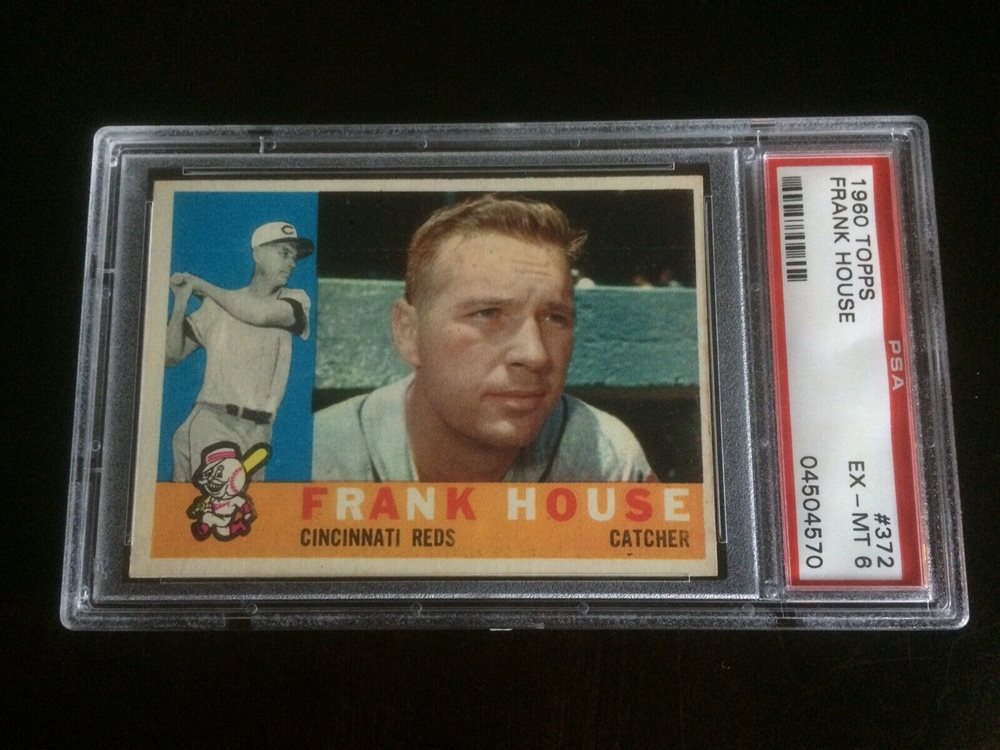 FRANK HOUSE
CINCINNATI REDS CATCHER
C
1960 TOPPS #372
FRANK HOUSE EX-MT 6
04504570
PSA